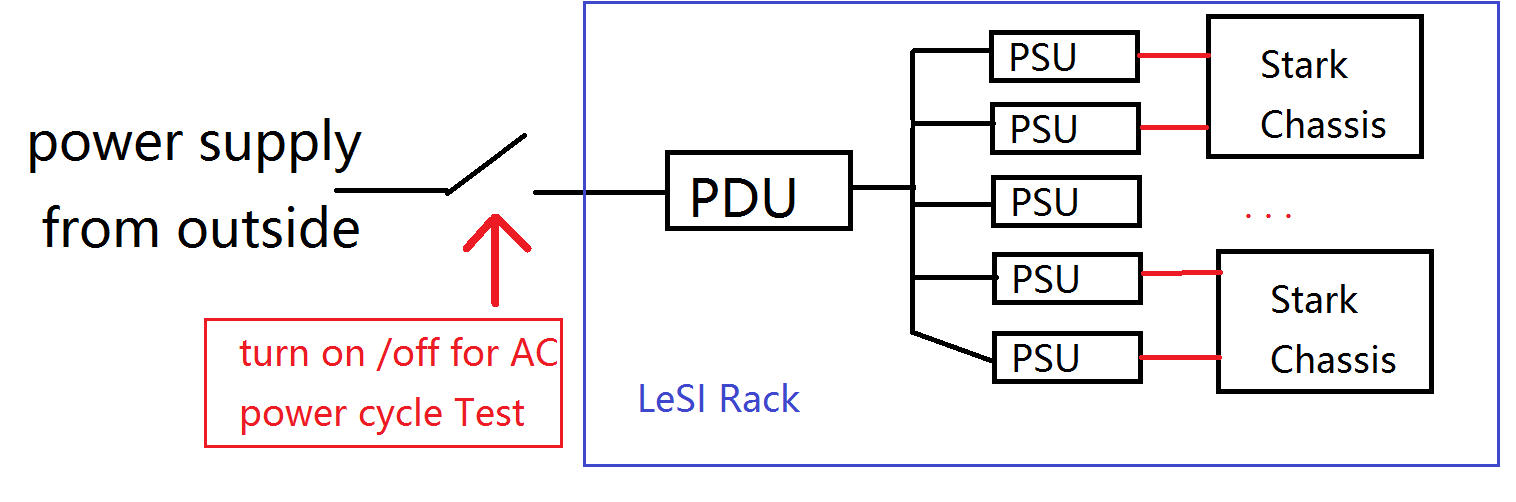 power supply
from outside
turn on /off for AC
power cycle Test
PDU
LeSI Rack
PSU
PSU
PSU
PSU
PSU
Stark
Chassis
. . .
Stark
Chassis